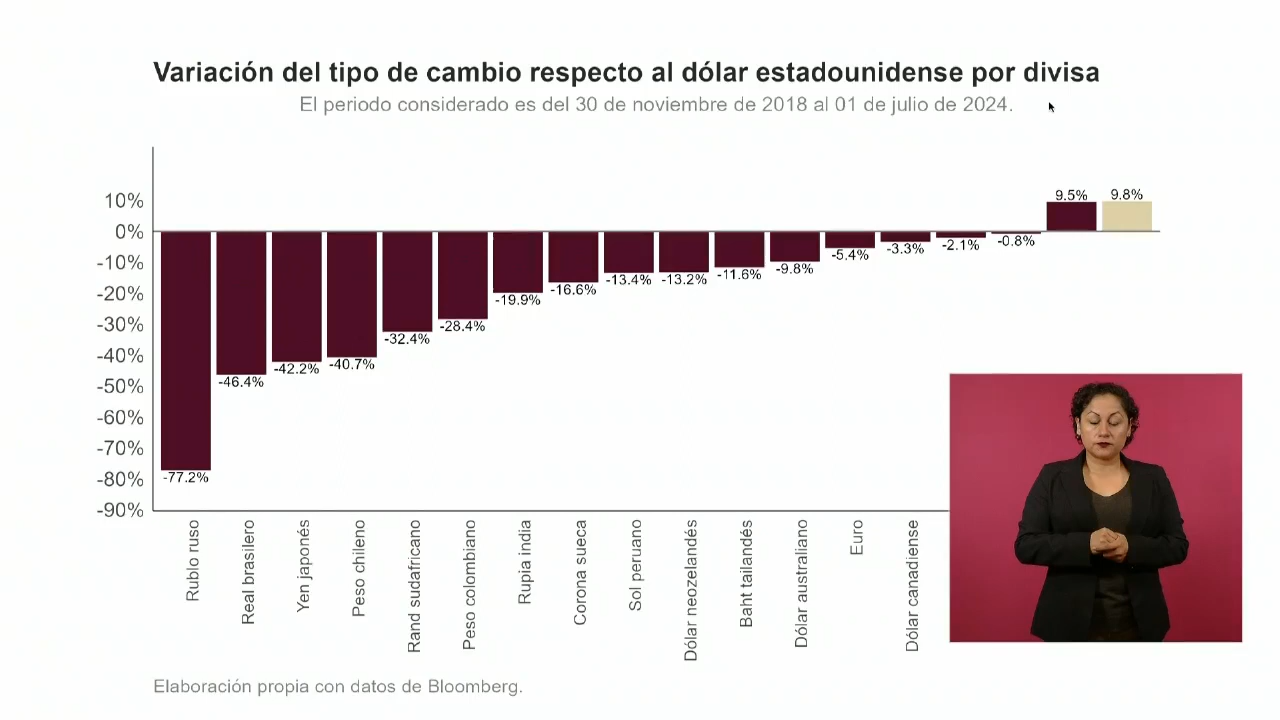 Variación del tipo de cambio respecto al dólar estadounidense por divisa
El periodo considerado es del 30 de noviembre de 2018 al 01 de julio de 2024.
10%
0%
-10%
-20%
-30%
-40%
-50%
-60%
-70%
-80%
-90%
-77.2%
-46.4%
-42.2%
-40.7%
-32.4%
-28.4%
-19.9%
-16.6%
-13.4%
-13.2%
-11.6%
-9.8%
-5.4%
-3.3%
-2.1%
-0.8%
9.5%
9.8%
Rublo ruso
Real brasilero
Yen japonés
Peso chileno
Rand sudafricano
Peso colombiano
Rupia india
Corona sueca
Sol peruano
Dólar neozelandés
Baht tailandés
Dólar australiano
Euro
Dólar canadiense
Elaboración propia con datos de Bloomberg.